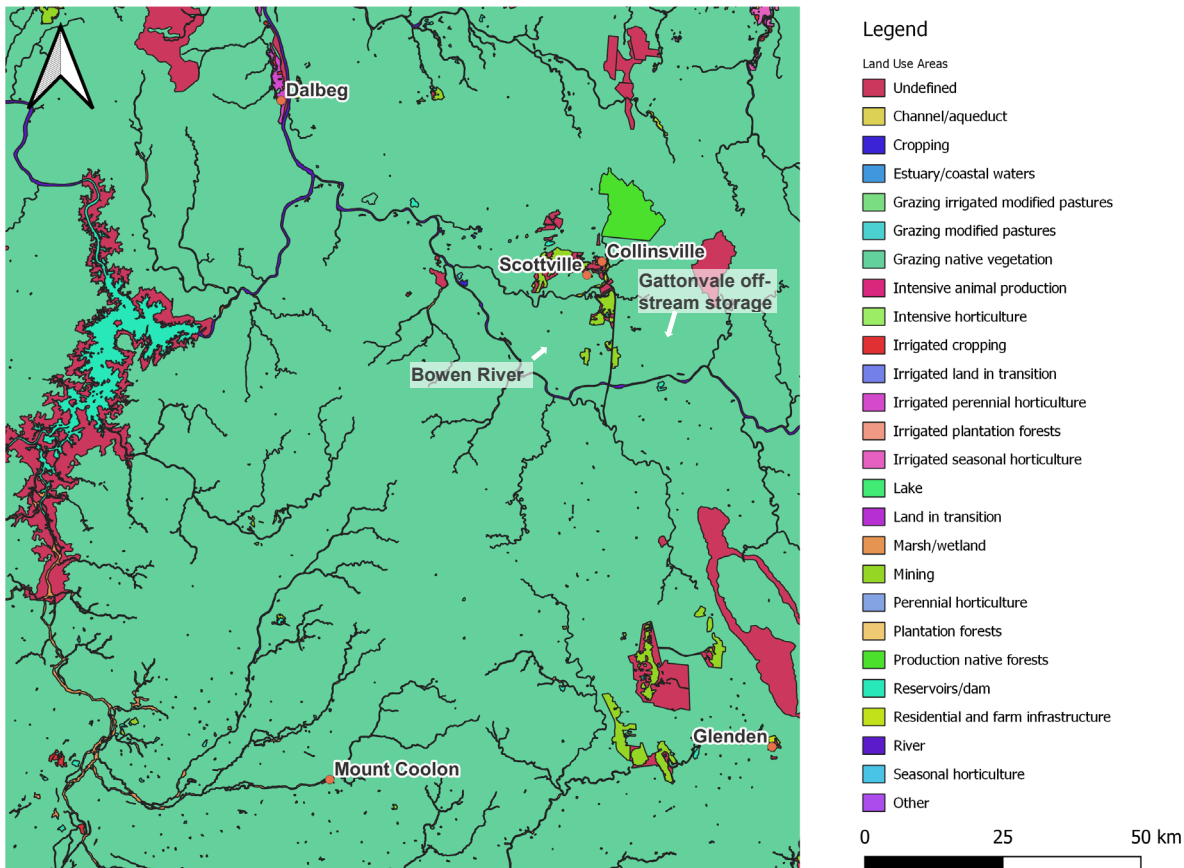 Dalbeg
Collinsville
Scottville
Gattonvale off-
stream storage
Bowen River
Glenden
Mount Coolon
Legend
Land Use Areas
Undefined
Channel/aqueduct
Cropping
Estuary/coastal waters
Grazing irrigated modified pastures
Grazing modified pastures
Grazing native vegetation
Intensive animal production
Intensive horticulture
Irrigated cropping
Irrigated land in transition
Irrigated perennial horticulture
Irrigated plantation forests
Irrigated seasonal horticulture
Lake
Land in transition
Marsh/wetland
Mining
Perennial horticulture
Plantation forests
Production native forests
Reservoirs/dam
Residential and farm infrastructure
River
Seasonal horticulture
Other
0 25 50 km